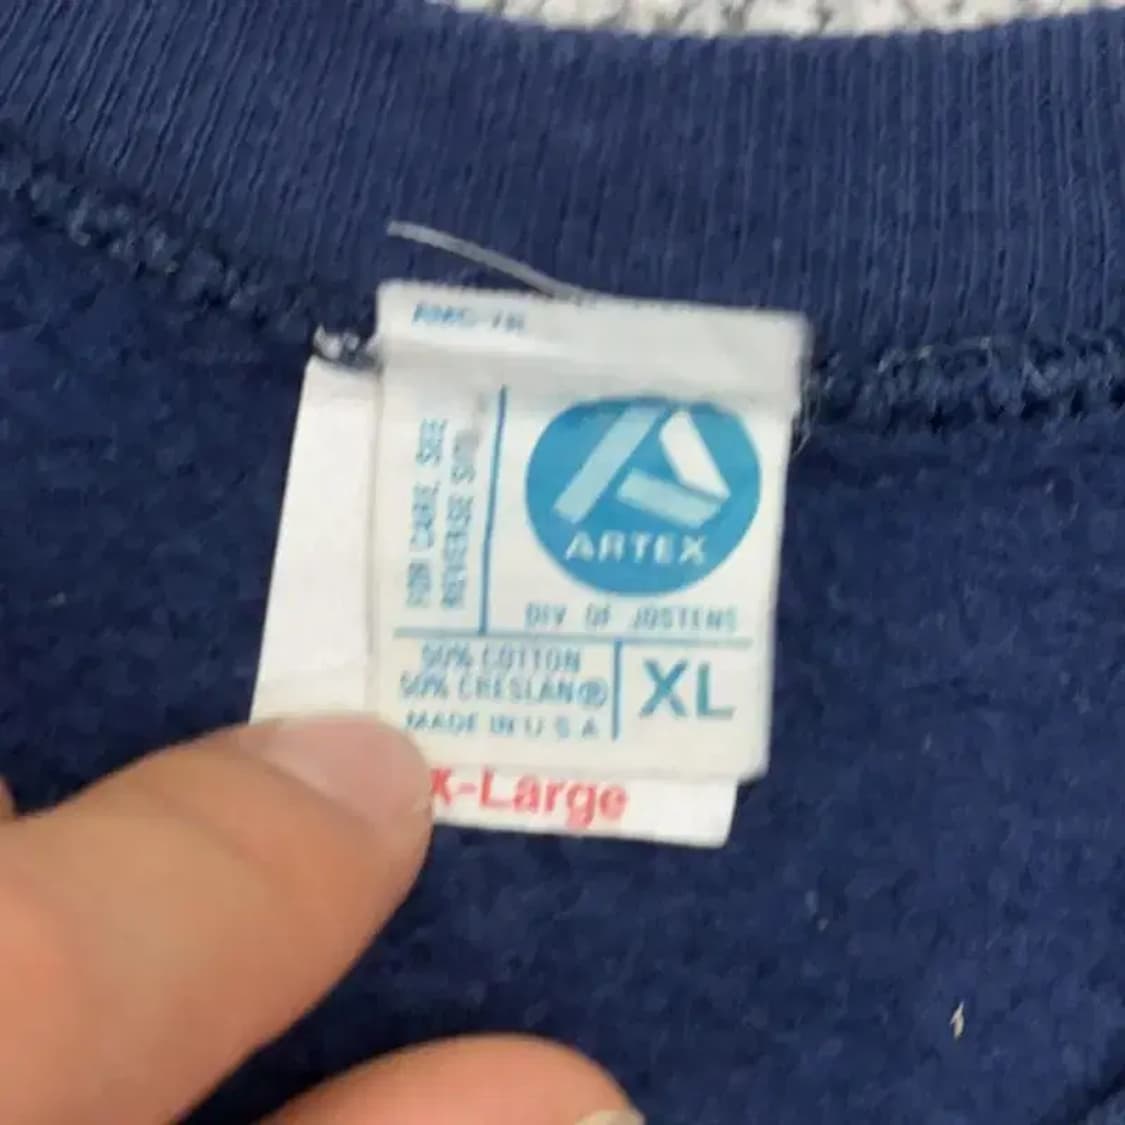 FOR CARE, SEE
REVERSE SIDE
ARTEX
DIV OF JOSTENS
50% COTTON
50% CRESLAN®
MADE IN U.S.A
XL
X-Large